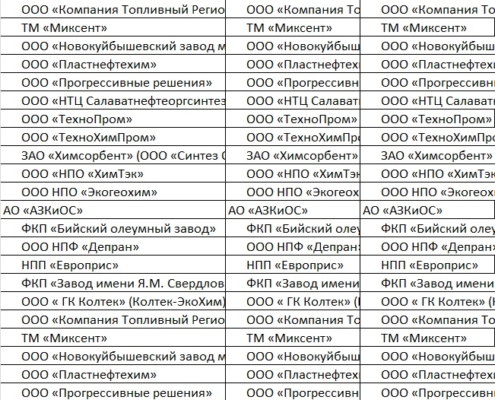 ООО «Компания Топливный Регио ООО «Компания То ООО «Компания То
ТМ «Миксент» ТМ «Миксент» ТМ «Миксент»
ООО «Новокуйбышевский завод м ООО «Новокуйбыш ООО «Новокуйбыш
ООО «Пластнефтехим» ООО «Пластнефтех ООО «Пластнефтехи
ООО «Прогрессивные решения» ООО «Прогрессивн ООО «Прогрессивн
ООО «НТЦ Салаватнефтеоргсинтез ООО «НТЦ Салават ООО «НТЦ Салават
ООО «ТехноПром» ООО «ТехноПром» ООО «ТехноПром»
ООО «ТехноХимПром» ООО «ТехноХимПро ООО «ТехноХимПро
ЗАО «Химсорбент» (ООО «Синтез О ЗАО «Химсорбент» ЗАО «Химсорбент»
ООО «НПО «ХимТэк» ООО «НПО «ХимТэ ООО «НПО «ХимТ
ООО НПО «Экогеохим» ООО НПО «Экогеох ООО НПО «Экогеох
АО «АЗКиОС» АО «АЗКиОС» АО «АЗКиОС»
ФКП «Бийский олеумный завод» ФКП «Бийский олеу ФКП «Бийский олеу
ООО НПФ «Депран» ООО НПФ «Депран» ООО НПФ «Депран»
НПП «Европрис» НПП «Европрис» НПП «Европрис»
ФКП «Завод имени Я.М. Свердлов ФКП «Завод имени ФКП «Завод имени
ООО « ГК Колтек» (Колтек-ЭкоХим) ООО « ГК Колтек» ( ООО « ГК Колтек» (
ООО «Компания Топливный Регио ООО «Компания То ООО «Компания То
ТМ «Миксент» ТМ «Миксент» ТМ «Миксент»
ООО «Новокуйбышевский завод м ООО «Новокуйбыш ООО «Новокуйбыш
ООО «Пластнефтехим» ООО «Пластнефтех ООО «Пластнефтехи
ООО «Прогрессивные решения» ООО «Прогрессивн ООО «Прогрессивн